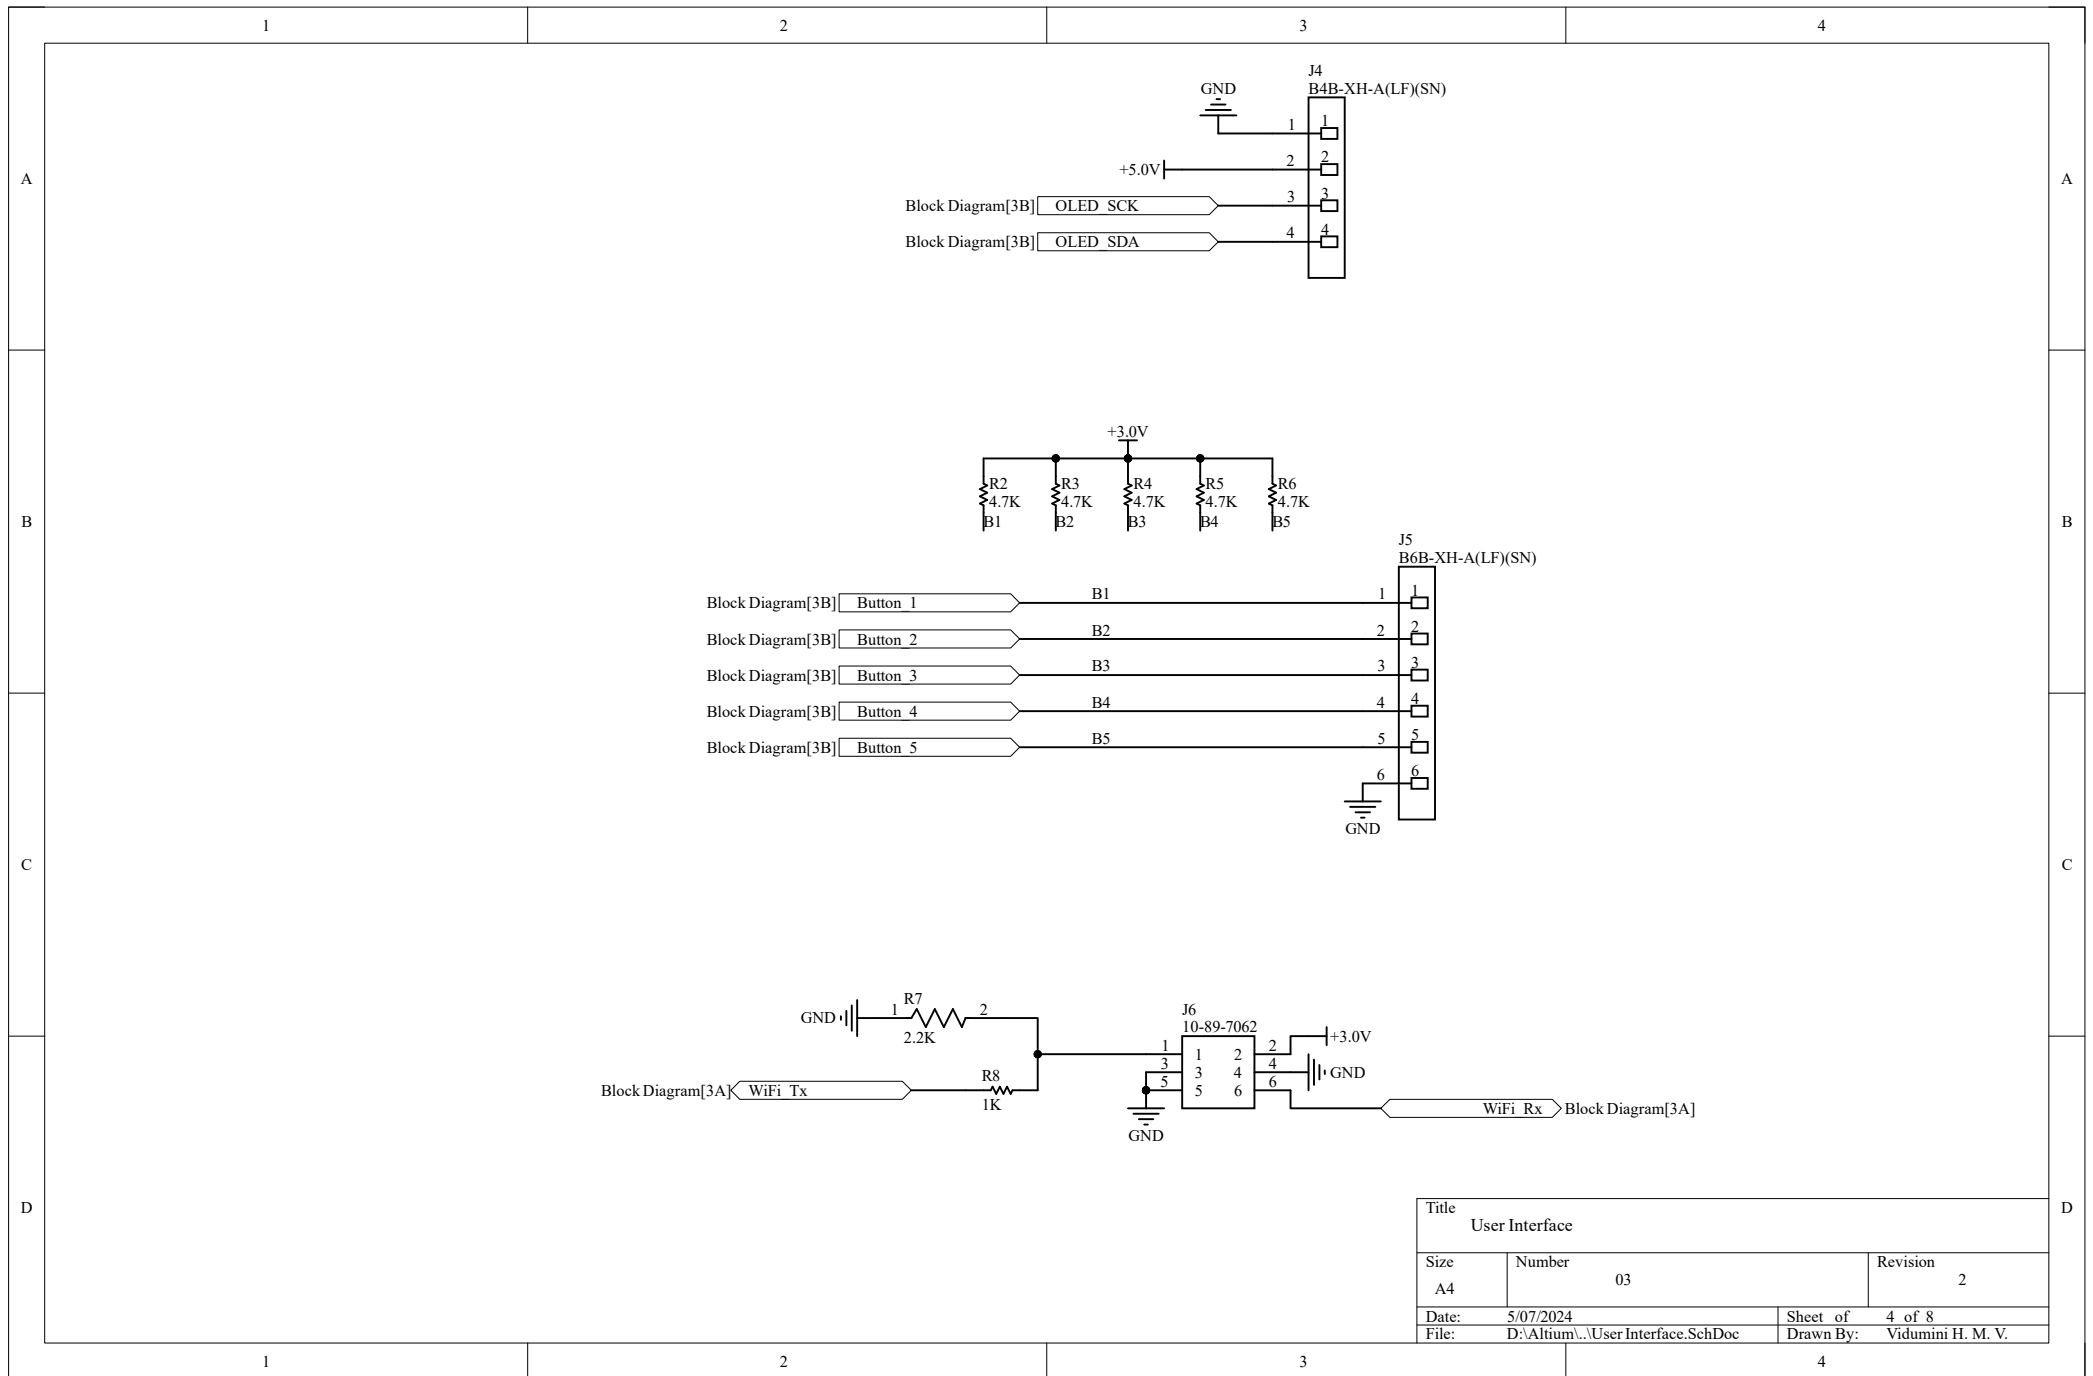 1 2 3 4
A A
J4
B4B-XH-A(LF)(SN)
GND
1 1
+5.0V 2 2
Block Diagram[3B] OLED_SCK 3 3
Block Diagram[3B] OLED_SDA 4 4
B B
+3.0V
R2 R3 R4 R5 R6
4.7K 4.7K 4.7K 4.7K 4.7K
B1 B2 B3 B4 B5
J5
B6B-XH-A(LF)(SN)
Block Diagram[3B] Button_1 B1 1 1
Block Diagram[3B] Button_2 B2 2 2
Block Diagram[3B] Button_3 B3 3 3
Block Diagram[3B] Button_4 B4 4 4
Block Diagram[3B] Button_5 B5 5 5
6 6
GND
C C
R7
GND 1 2
2.2K
J6
10-89-7062
1 1 2 2 +3.0V
3 3 4 4 GND
5 5 6 6
R8
Block Diagram[3A] WiFi_Tx
1K
WiFi_Rx Block Diagram[3A]
GND
D D
Title
User Interface
Size Number Revision
A4 03 2
Date: 5/07/2024 Sheet of 4 of 8
File: D:\Altium\..\User Interface.SchDoc Drawn By: Vidumini H. M. V.
1 2 3 4